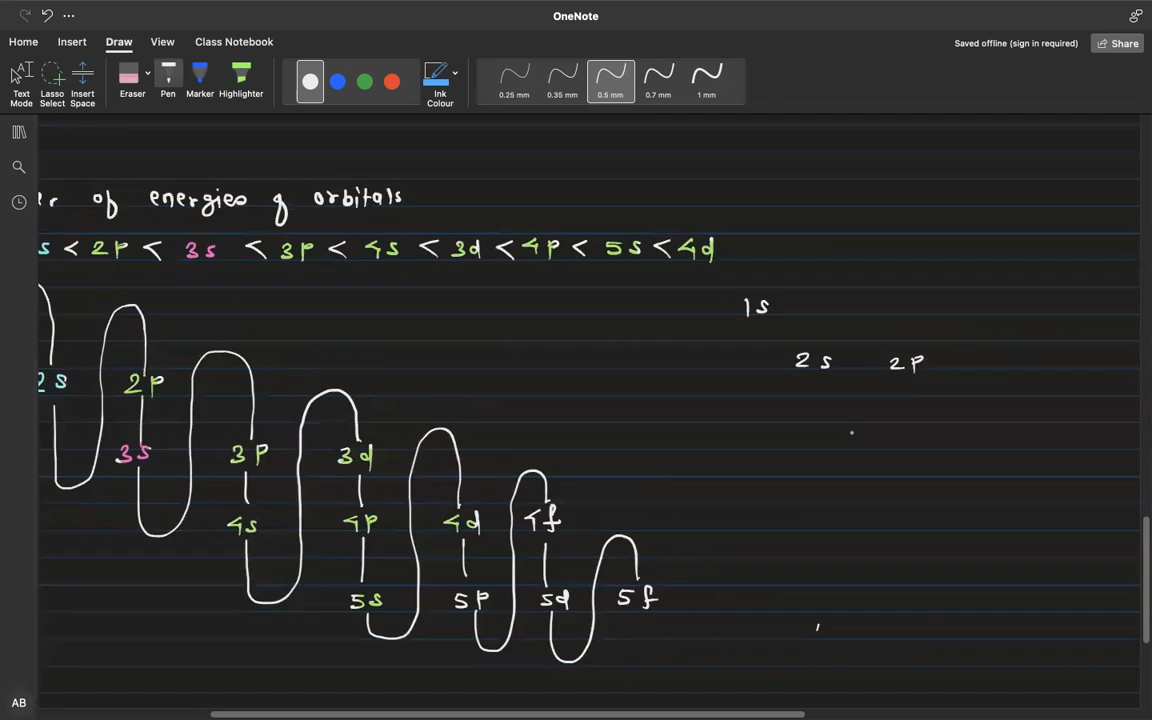 OneNote
Home Insert Draw View Class Notebook
Saved offline (sign in required) Share
Text Mode Lasso Select Insert Space Eraser Pen Marker Highlighter Ink Colour 0.25 mm 0.35 mm 0.5 mm 0.7 mm 1 mm
er of energies of orbitals
s < 2p < 3s < 3p < 4s < 3d < 4p < 5s < 4d
1s
2s 2p
2s 2p
3s 3p 3d
4s 4p 4d 4f
5s 5p 5d 5f
AB